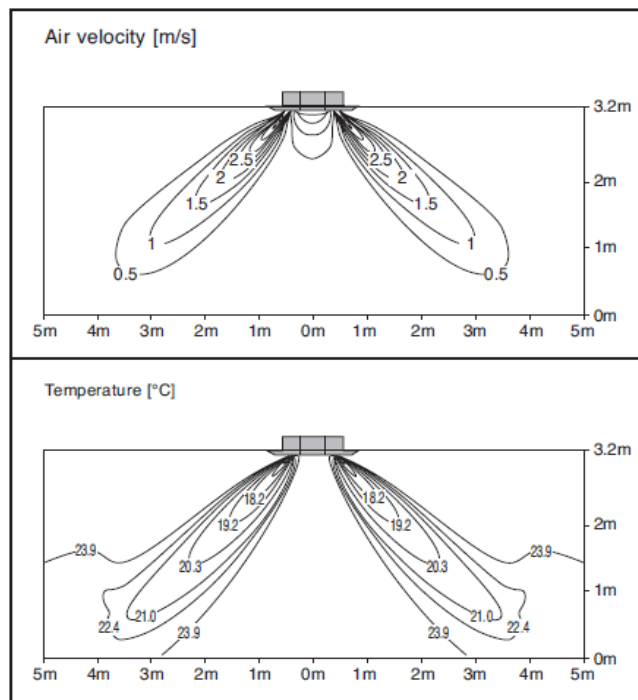 Air velocity [m/s]
3.2m
2.5 2.5
2 2
2m
1.5 1.5
1 1
1m
0.5 0.5
0m
5m 4m 3m 2m 1m 0m 1m 2m 3m 4m 5m
Temperature [°C]
3.2m
18.2 18.2
19.2 19.2
2m
23.9 23.9
20.3 20.3
1m
21.0 21.0
22.4 22.4
23.9 23.9
0m
5m 4m 3m 2m 1m 0m 1m 2m 3m 4m 5m